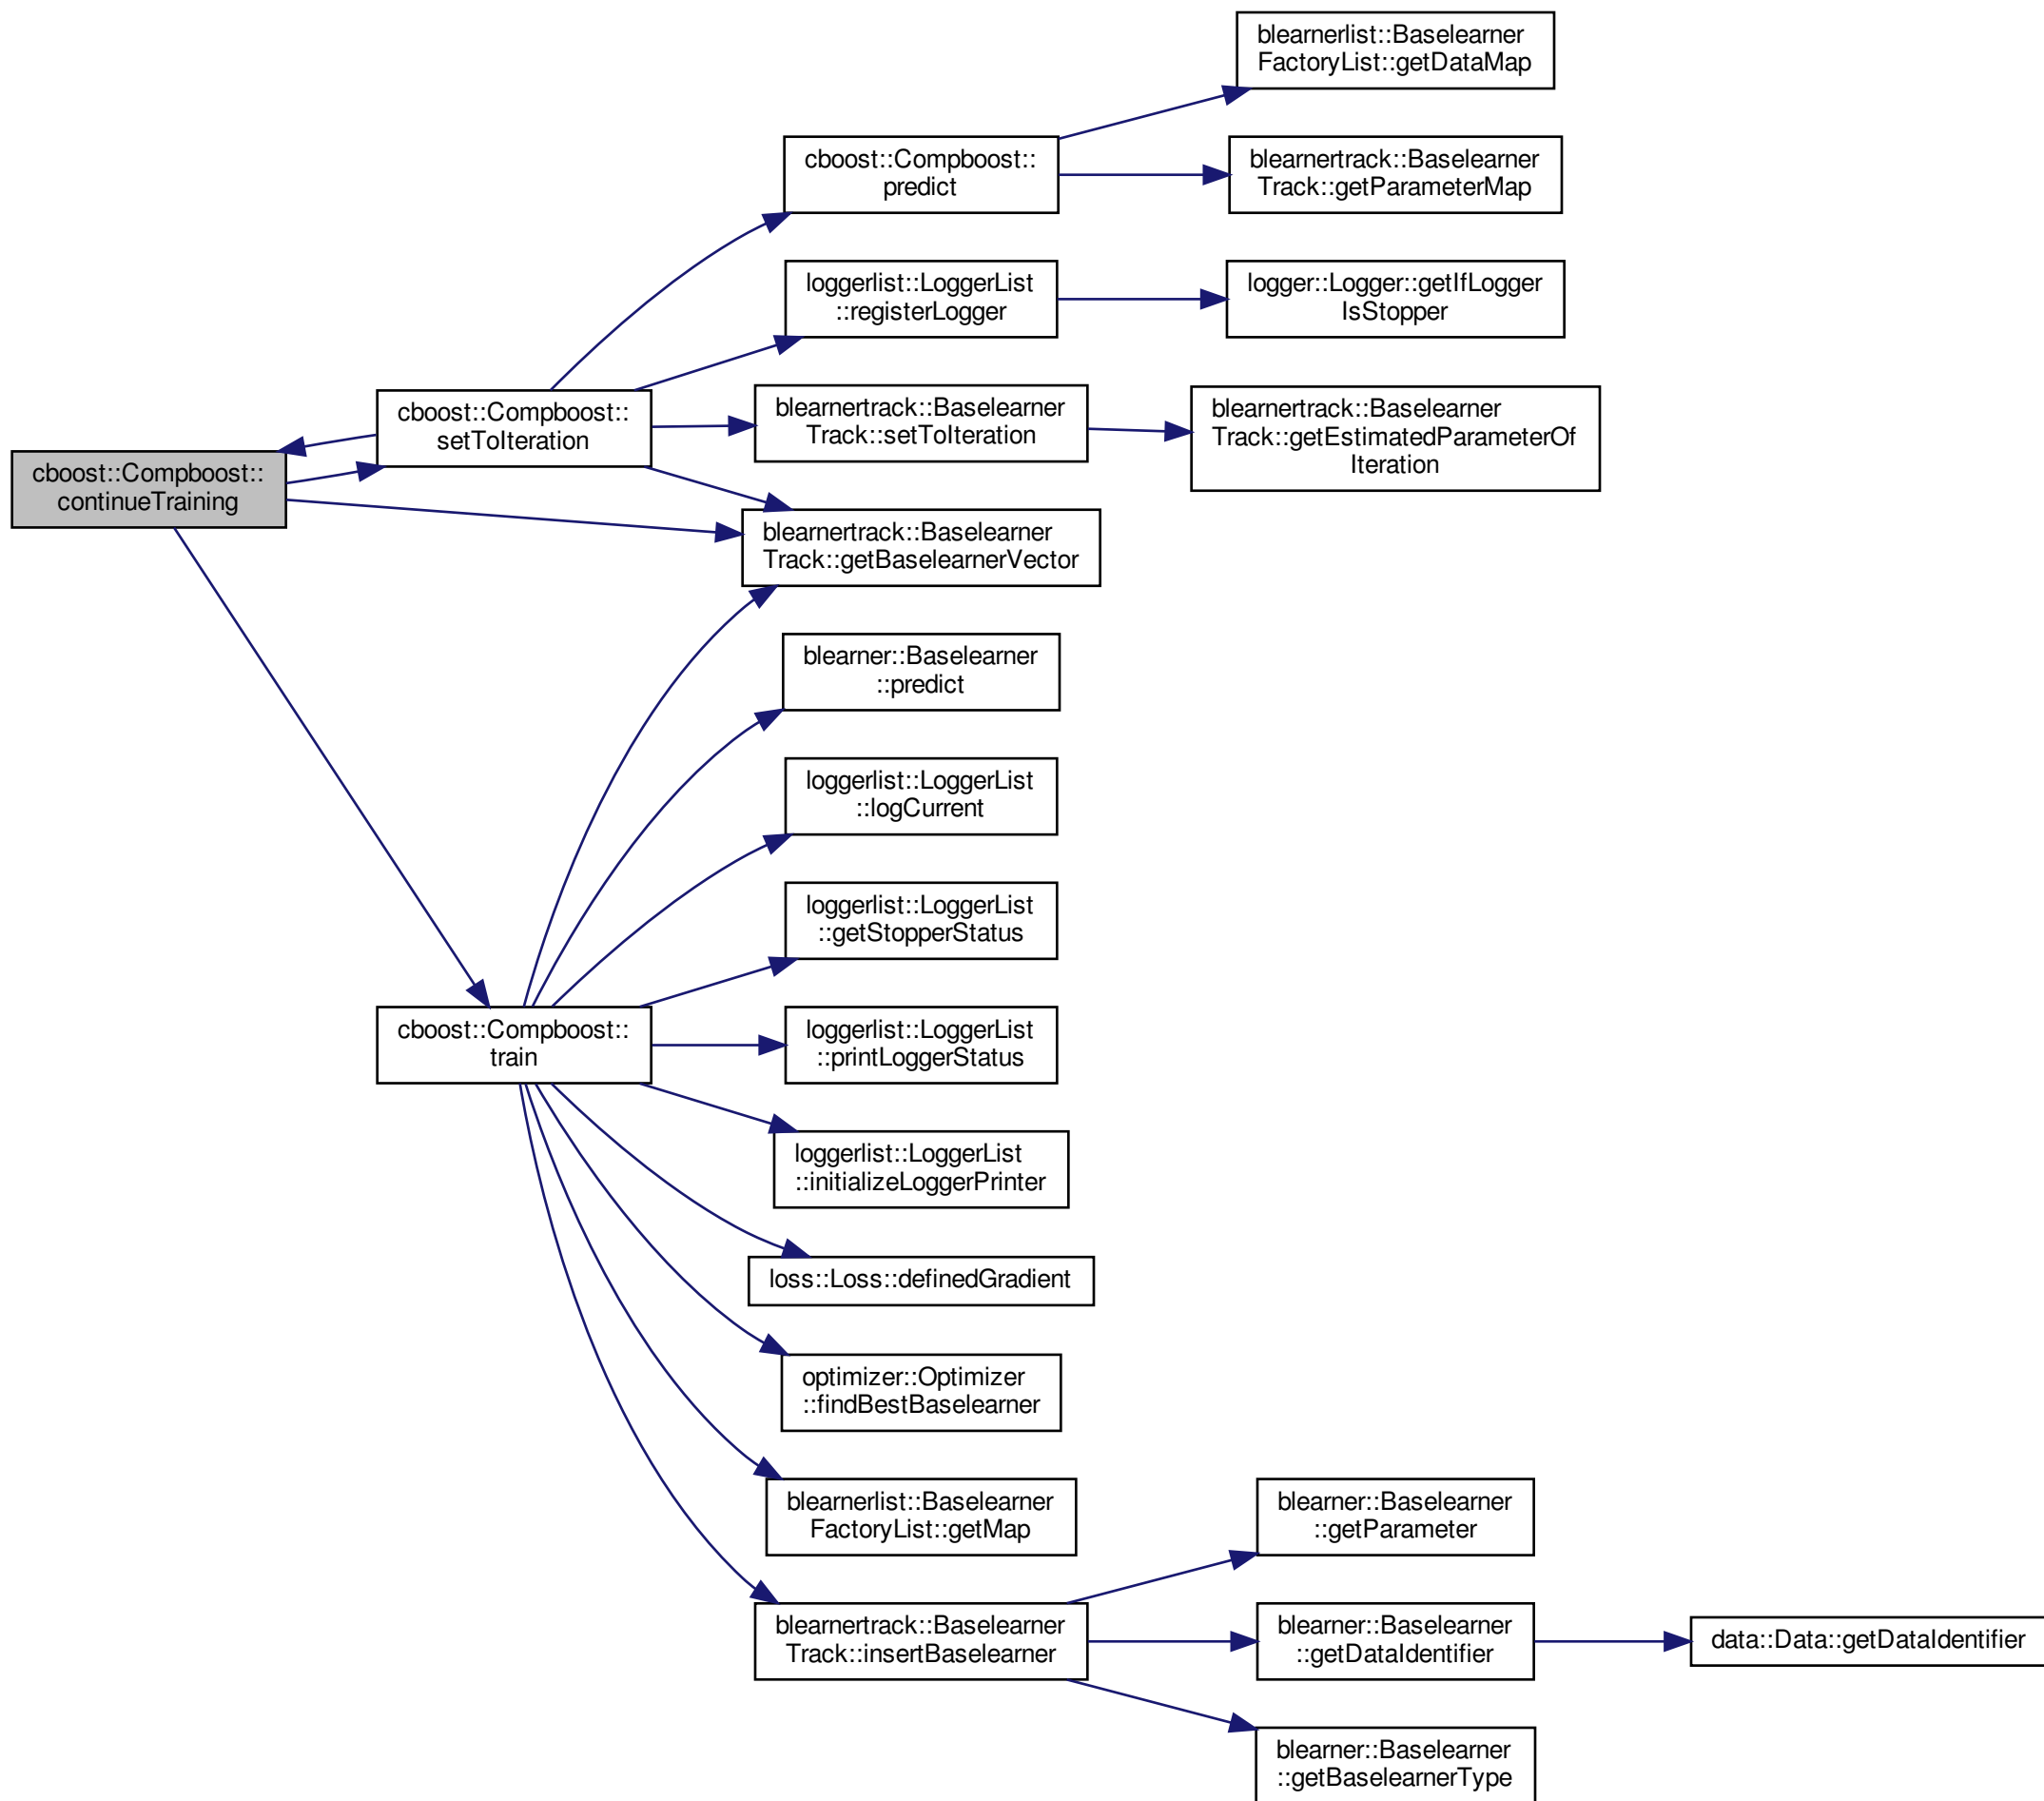 blearnerlist::Baselearner
FactoryList::getDataMap
cboost::Compboost::
predict
blearnertrack::Baselearner
Track::getParameterMap
loggerlist::LoggerList
::registerLogger
logger::Logger::getIfLogger
IsStopper
cboost::Compboost::
setToIteration
blearnertrack::Baselearner
Track::setToIteration
blearnertrack::Baselearner
Track::getEstimatedParameterOf
Iteration
cboost::Compboost::
continueTraining
blearnertrack::Baselearner
Track::getBaselearnerVector
blearner::Baselearner
::predict
loggerlist::LoggerList
::logCurrent
loggerlist::LoggerList
::getStopperStatus
cboost::Compboost::
train
loggerlist::LoggerList
::printLoggerStatus
loggerlist::LoggerList
::initializeLoggerPrinter
loss::Loss::definedGradient
optimizer::Optimizer
::findBestBaselearner
blearnerlist::Baselearner
FactoryList::getMap
blearner::Baselearner
::getParameter
blearnertrack::Baselearner
Track::insertBaselearner
blearner::Baselearner
::getDataIdentifier
data::Data::getDataIdentifier
blearner::Baselearner
::getBaselearnerType